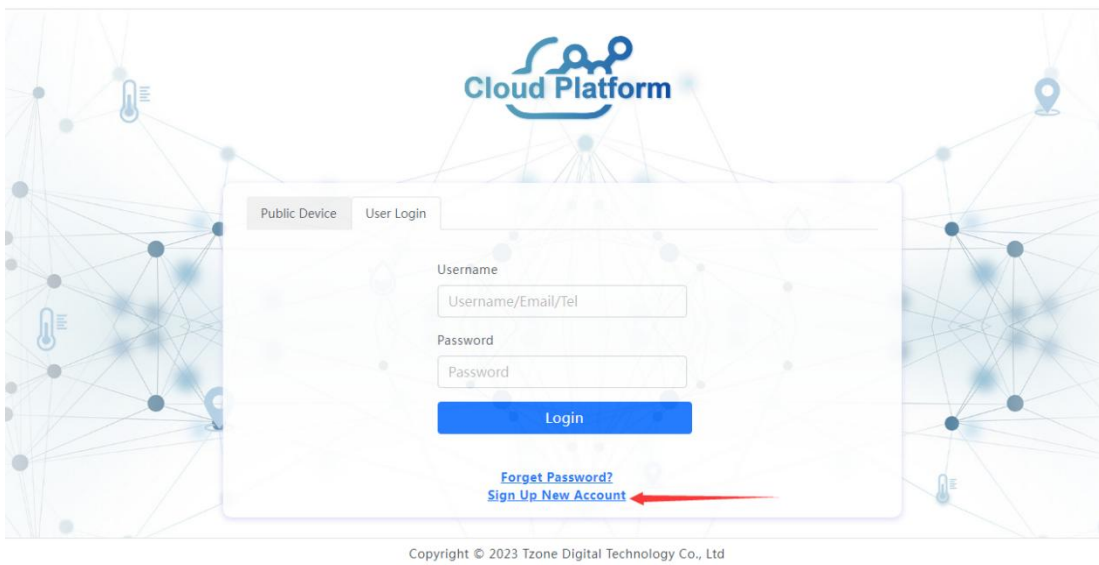 Cloud Platform
Public Device
User Login
Username
Username/Email/Tel
Password
Password
Login
Forget Password?
Sign Up New Account
Copyright © 2023 Tzone Digital Technology Co., Ltd